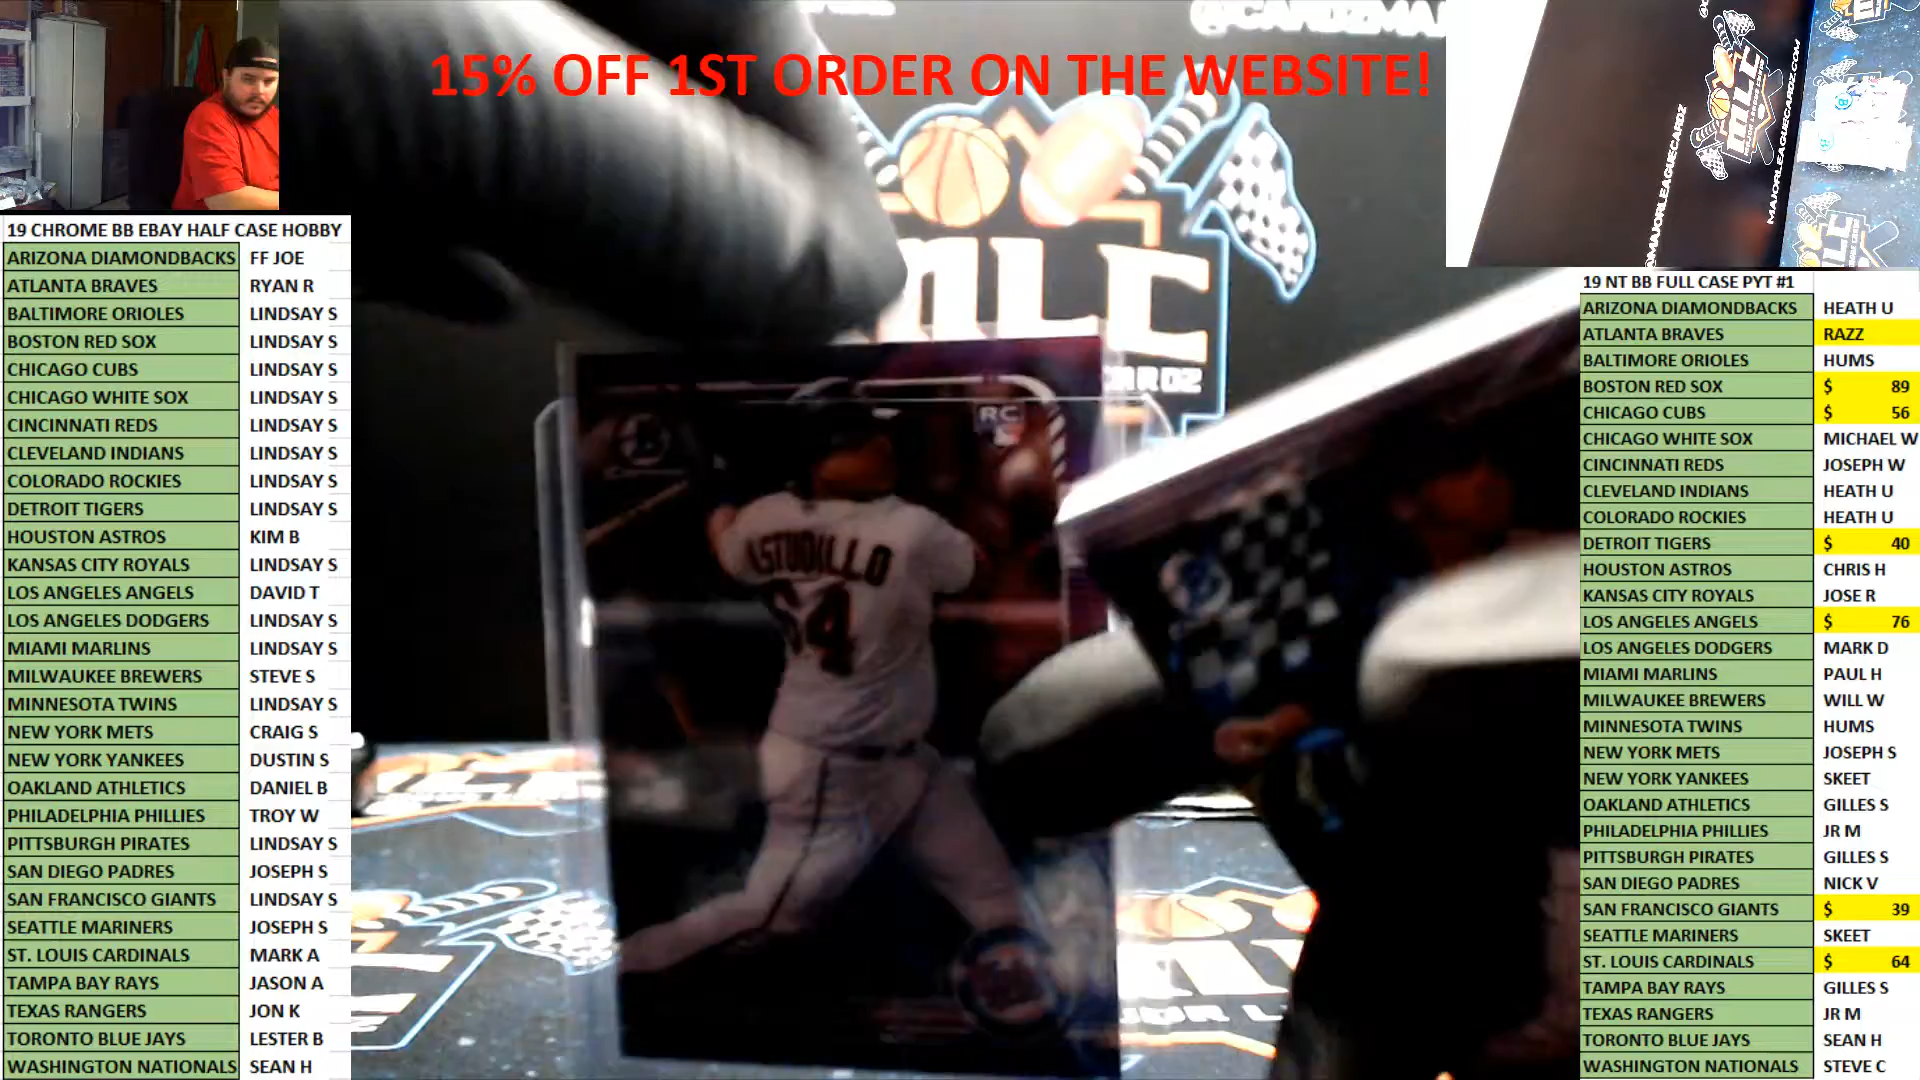 15% OFF 1ST ORDER ON THE WEBSITE!
19 CHROME BB EBAY HALF CASE HOBBY
ARIZONA DIAMONDBACKS FF JOE
ATLANTA BRAVES RYAN R
BALTIMORE ORIOLES LINDSAY S
BOSTON RED SOX LINDSAY S
CHICAGO CUBS LINDSAY S
CHICAGO WHITE SOX LINDSAY S
CINCINNATI REDS LINDSAY S
CLEVELAND INDIANS LINDSAY S
COLORADO ROCKIES LINDSAY S
DETROIT TIGERS LINDSAY S
HOUSTON ASTROS KIM B
KANSAS CITY ROYALS LINDSAY S
LOS ANGELES ANGELS DAVID T
LOS ANGELES DODGERS LINDSAY S
MIAMI MARLINS LINDSAY S
MILWAUKEE BREWERS STEVE S
MINNESOTA TWINS LINDSAY S
NEW YORK METS CRAIG S
NEW YORK YANKEES DUSTIN S
OAKLAND ATHLETICS DANIEL B
PHILADELPHIA PHILLIES TROY W
PITTSBURGH PIRATES LINDSAY S
SAN DIEGO PADRES JOSEPH S
SAN FRANCISCO GIANTS LINDSAY S
SEATTLE MARINERS JOSEPH S
ST. LOUIS CARDINALS MARK A
TAMPA BAY RAYS JASON A
TEXAS RANGERS JON K
TORONTO BLUE JAYS LESTER B
WASHINGTON NATIONALS SEAN H
MLC
RC
ASTUDILLO
64
MLC
@MAJORLEAGUECARDZ
MAJORLEAGUECARDZ.COM
19 NT BB FULL CASE PYT #1
ARIZONA DIAMONDBACKS HEATH U
ATLANTA BRAVES RAZZ
BALTIMORE ORIOLES HUMS
BOSTON RED SOX $ 89
CHICAGO CUBS $ 56
CHICAGO WHITE SOX MICHAEL W
CINCINNATI REDS JOSEPH W
CLEVELAND INDIANS HEATH U
COLORADO ROCKIES HEATH U
DETROIT TIGERS $ 40
HOUSTON ASTROS CHRIS H
KANSAS CITY ROYALS JOSE R
LOS ANGELES ANGELS $ 76
LOS ANGELES DODGERS MARK D
MIAMI MARLINS PAUL H
MILWAUKEE BREWERS WILL W
MINNESOTA TWINS HUMS
NEW YORK METS JOSEPH S
NEW YORK YANKEES SKEET
OAKLAND ATHLETICS GILLES S
PHILADELPHIA PHILLIES JR M
PITTSBURGH PIRATES GILLES S
SAN DIEGO PADRES NICK V
SAN FRANCISCO GIANTS $ 39
SEATTLE MARINERS SKEET
ST. LOUIS CARDINALS $ 64
TAMPA BAY RAYS GILLES S
TEXAS RANGERS JR M
TORONTO BLUE JAYS SEAN H
WASHINGTON NATIONALS STEVE C